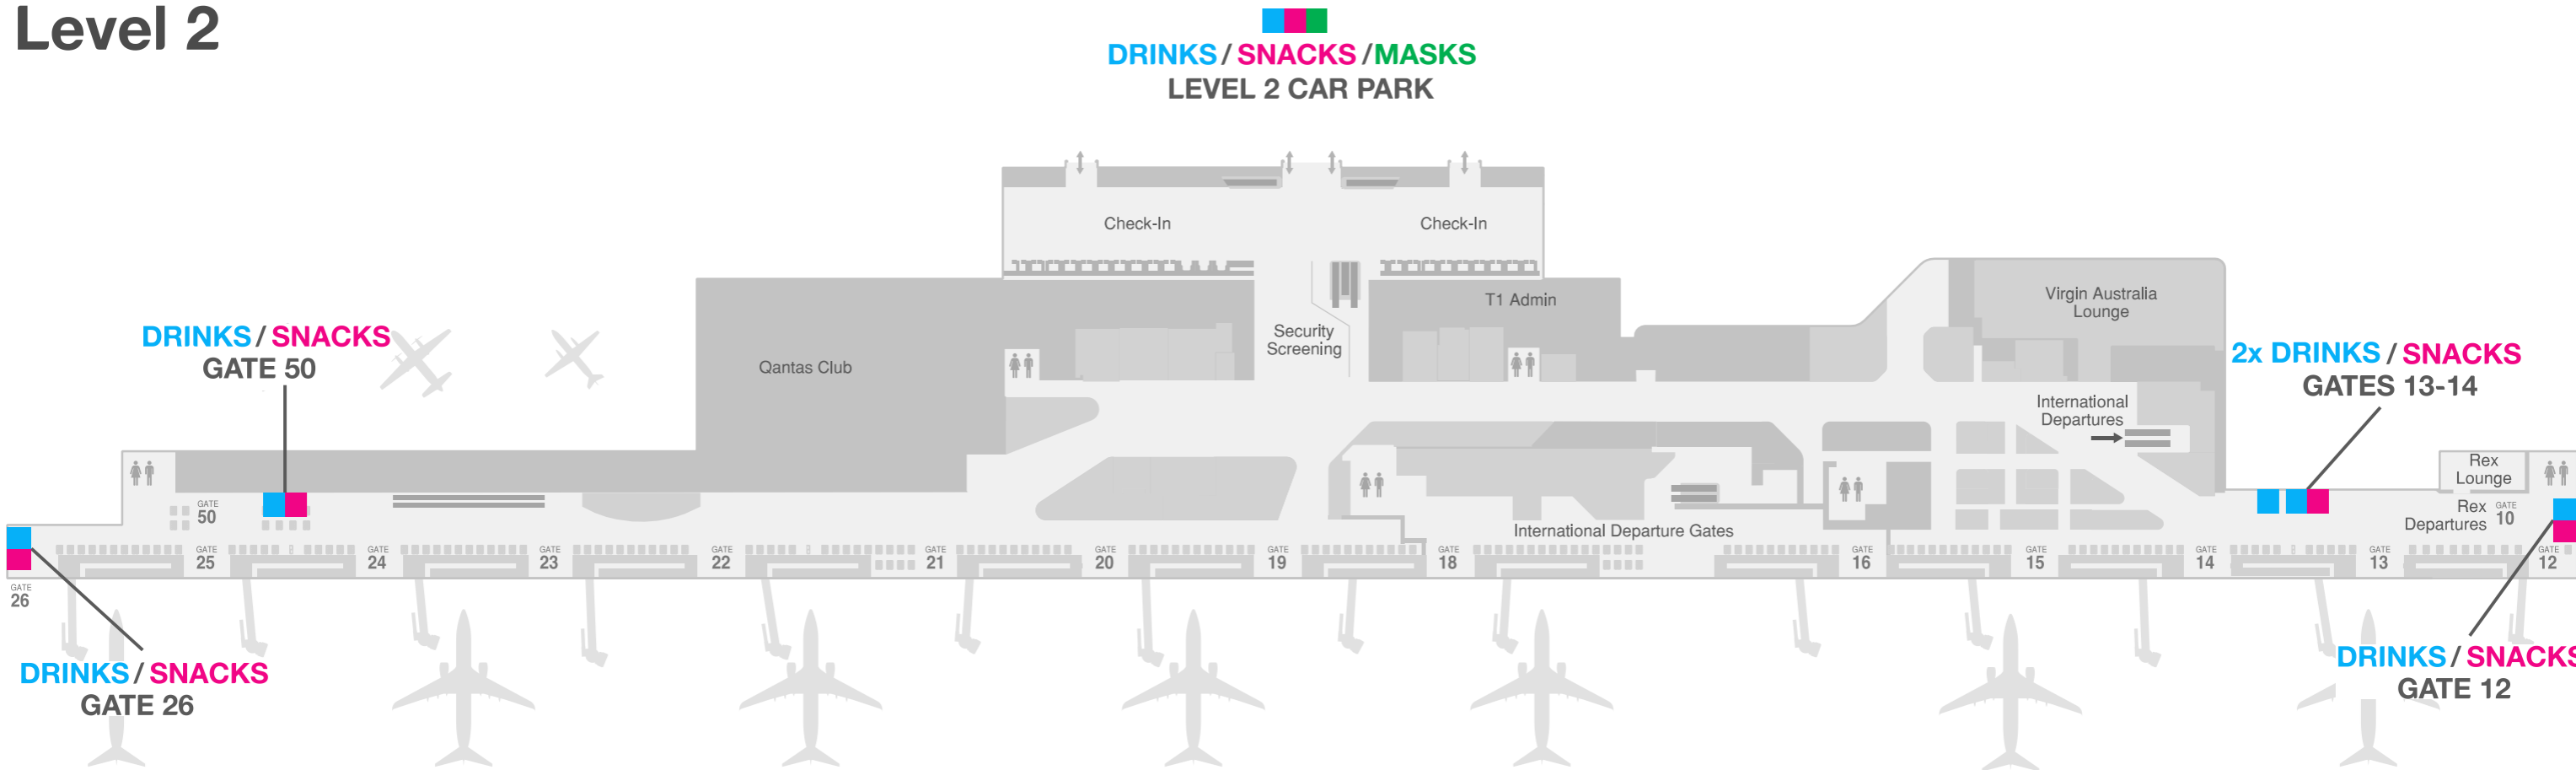 Level 2
DRINKS / SNACKS / MASKS
LEVEL 2 CAR PARK
Check-In
Check-In
T1 Admin
Virgin Australia
Lounge
Security
Screening
Qantas Club
DRINKS / SNACKS
GATE 50
2x DRINKS / SNACKS
GATES 13-14
International
Departures
Rex
Lounge
Rex
Departures
GATE
10
GATE
50
International Departure Gates
GATE
25
GATE
24
GATE
23
GATE
22
GATE
21
GATE
20
GATE
19
GATE
18
GATE
16
GATE
15
GATE
14
GATE
13
GATE
12
GATE
26
DRINKS / SNACKS
GATE 26
DRINKS / SNACKS
GATE 12